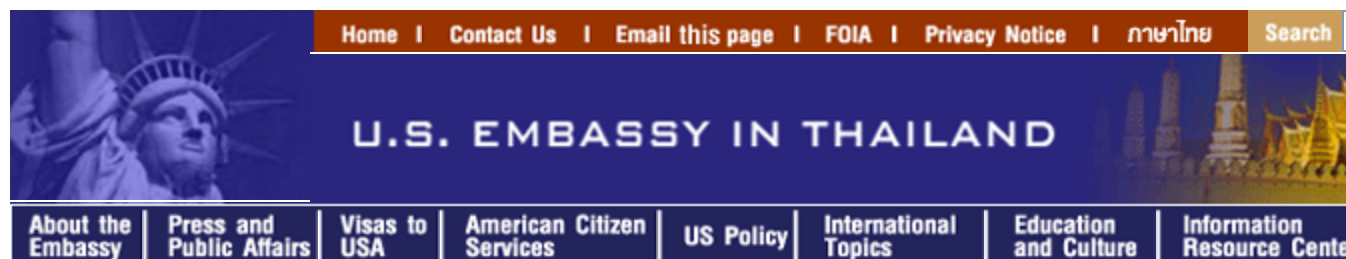 Home I Contact Us I Email this page I FOIA I Privacy Notice I ภาษาไทย Search
U.S. EMBASSY IN THAILAND
About the Embassy
Press and Public Affairs
Visas to USA
American Citizen Services
US Policy
International Topics
Education and Culture
Information Resource Cente